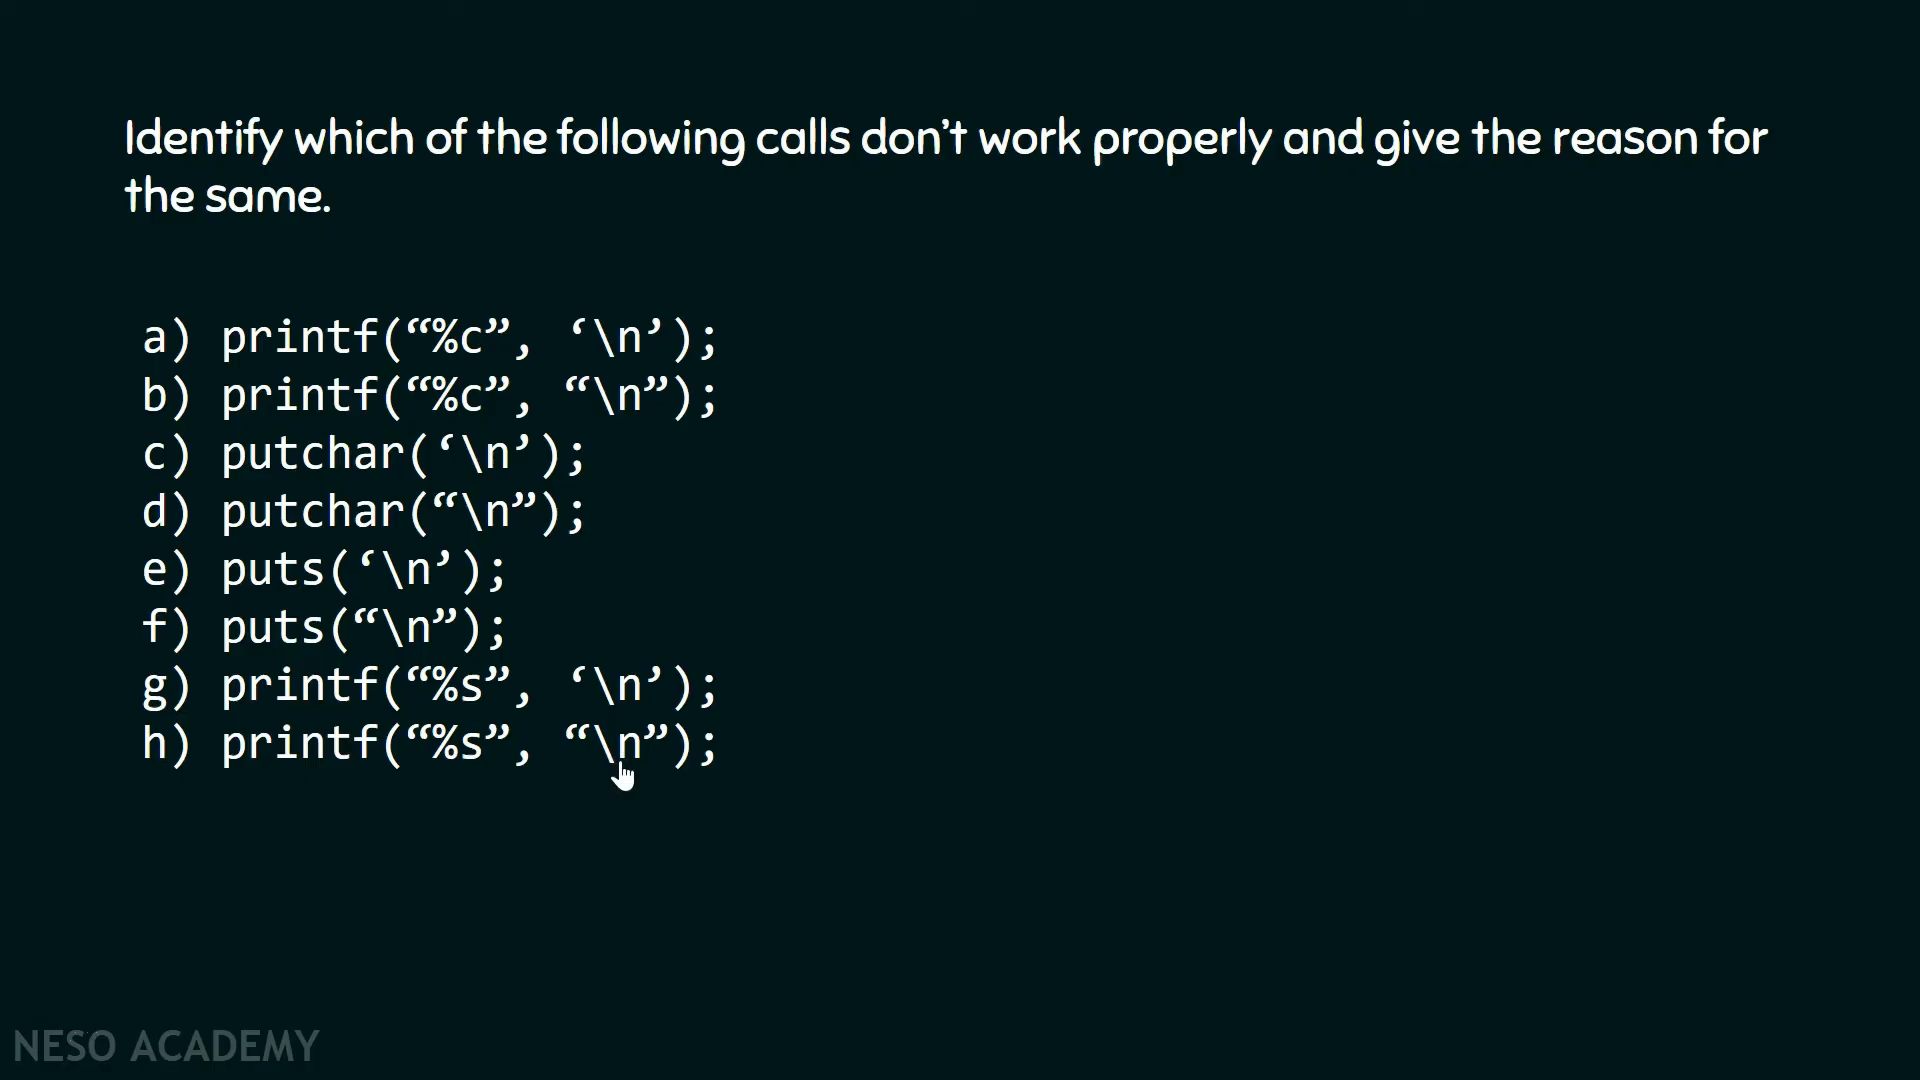 Identify which of the following calls don’t work properly and give the reason for
the same.
a) printf(“%c”, ‘\n’);
b) printf(“%c”, “\n”);
c) putchar(‘\n’);
d) putchar(“\n”);
e) puts(‘\n’);
f) puts(“\n”);
g) printf(“%s”, ‘\n’);
h) printf(“%s”, “\n”);
NESO ACADEMY